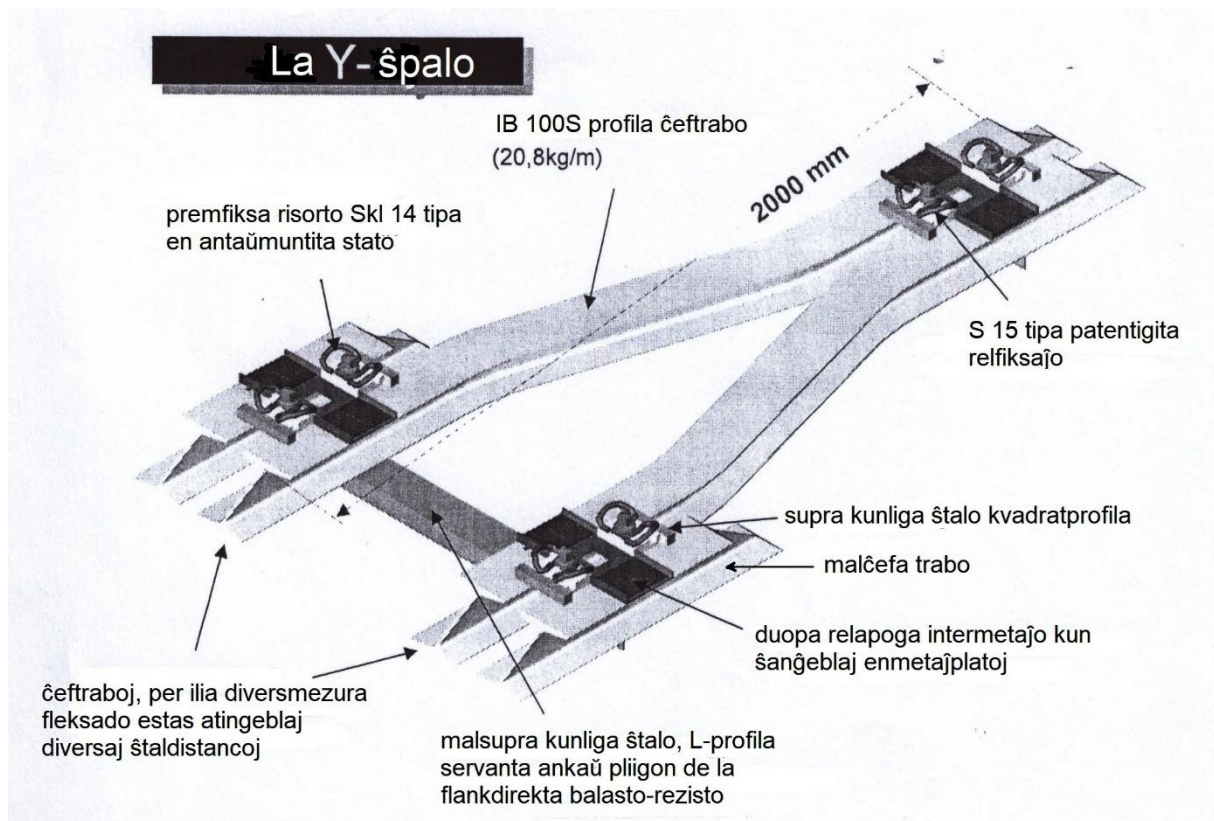 La Y-ŝpalo
IB 100S profila ĉeftrabo
(20,8kg/m)
2000 mm
premfiksa risorto Skl 14 tipa
en antaŭmuntita stato
S 15 tipa patentigita
relfiksaĵo
supra kunliga ŝtalo kvadratprofila
malĉefa trabo
duopa relapoga intermetaĵo kun
ŝanĝeblaj enmetaĵplatoj
ĉeftraboj, per ilia diversmezura
fleksado estas atingeblaj
diversaj ŝtaldistancoj
malsupra kunliga ŝtalo, L-profila
servanta ankaŭ pliigon de la
flankdirekta balasto-rezisto